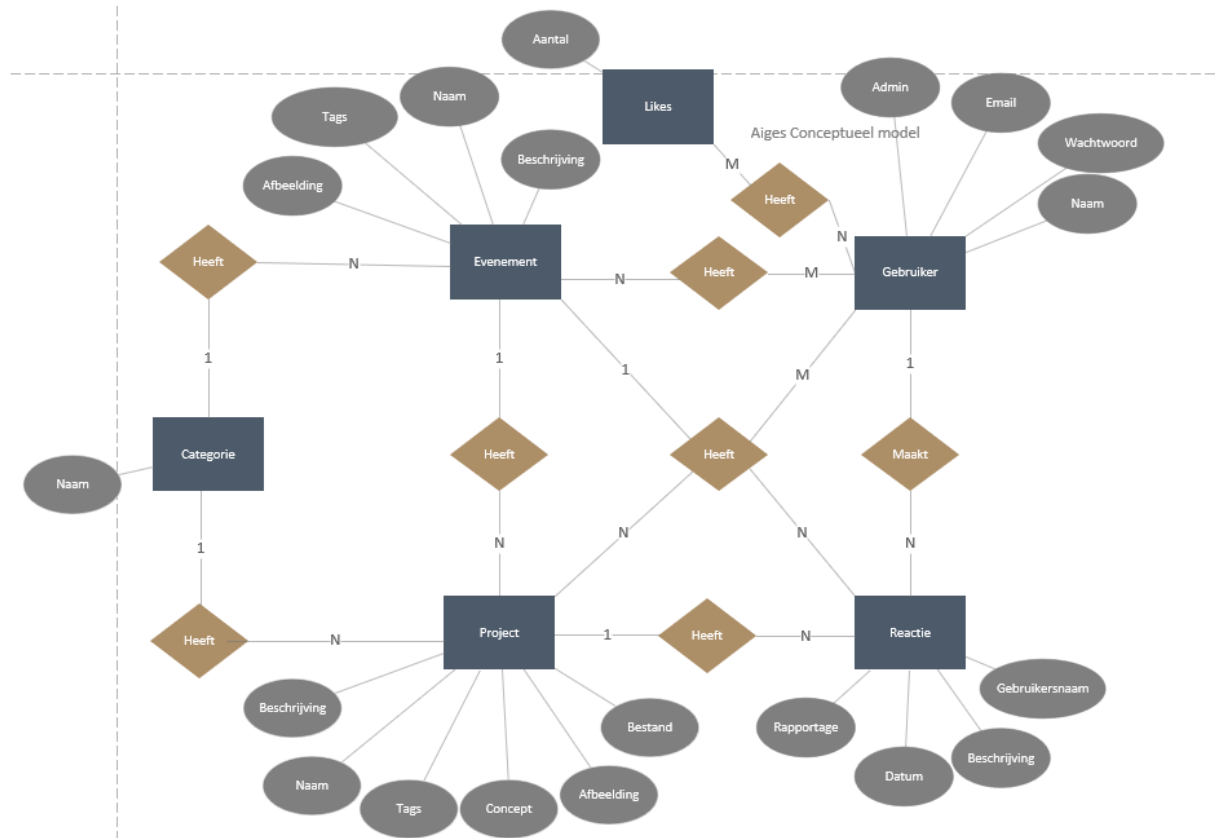 Aantal
Likes
Admin
Email
Naam
Tags
Aiges Conceptueel model
Wachtwoord
Beschrijving
M
Afbeelding
Heeft
Naam
N
Heeft
N
Evenement
N
Heeft
M
Gebruiker
1
1
1
M
1
Categorie
Heeft
Heeft
Maakt
Naam
1
N
N
N
N
Heeft
N
Project
1
Heeft
N
Reactie
Gebruikersnaam
Beschrijving
Bestand
Rapportage
Beschrijving
Naam
Datum
Afbeelding
Tags
Concept